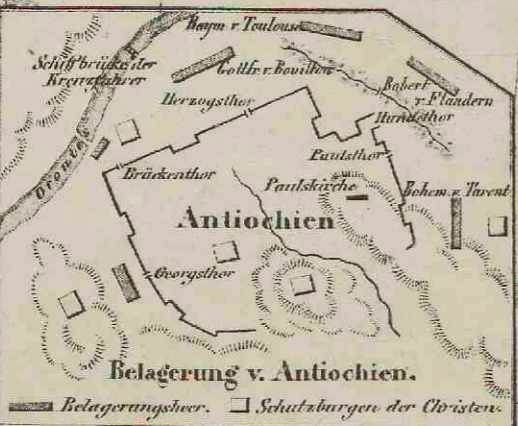 Raym. v. Toulouse
Schiffbrücke der
Kreuzfahrer
Gottfr. v. Bouillon
Robert
v. Flandern
Herzogsthor
Hundethor
Orontes
Brückenthor
Paulsthor
Paulskirche
Bohem. v. Tarent
Antiochien
Georgsthor
Belagerung v. Antiochien.
Belagerungsheer.
Schutzburgen der Christen.